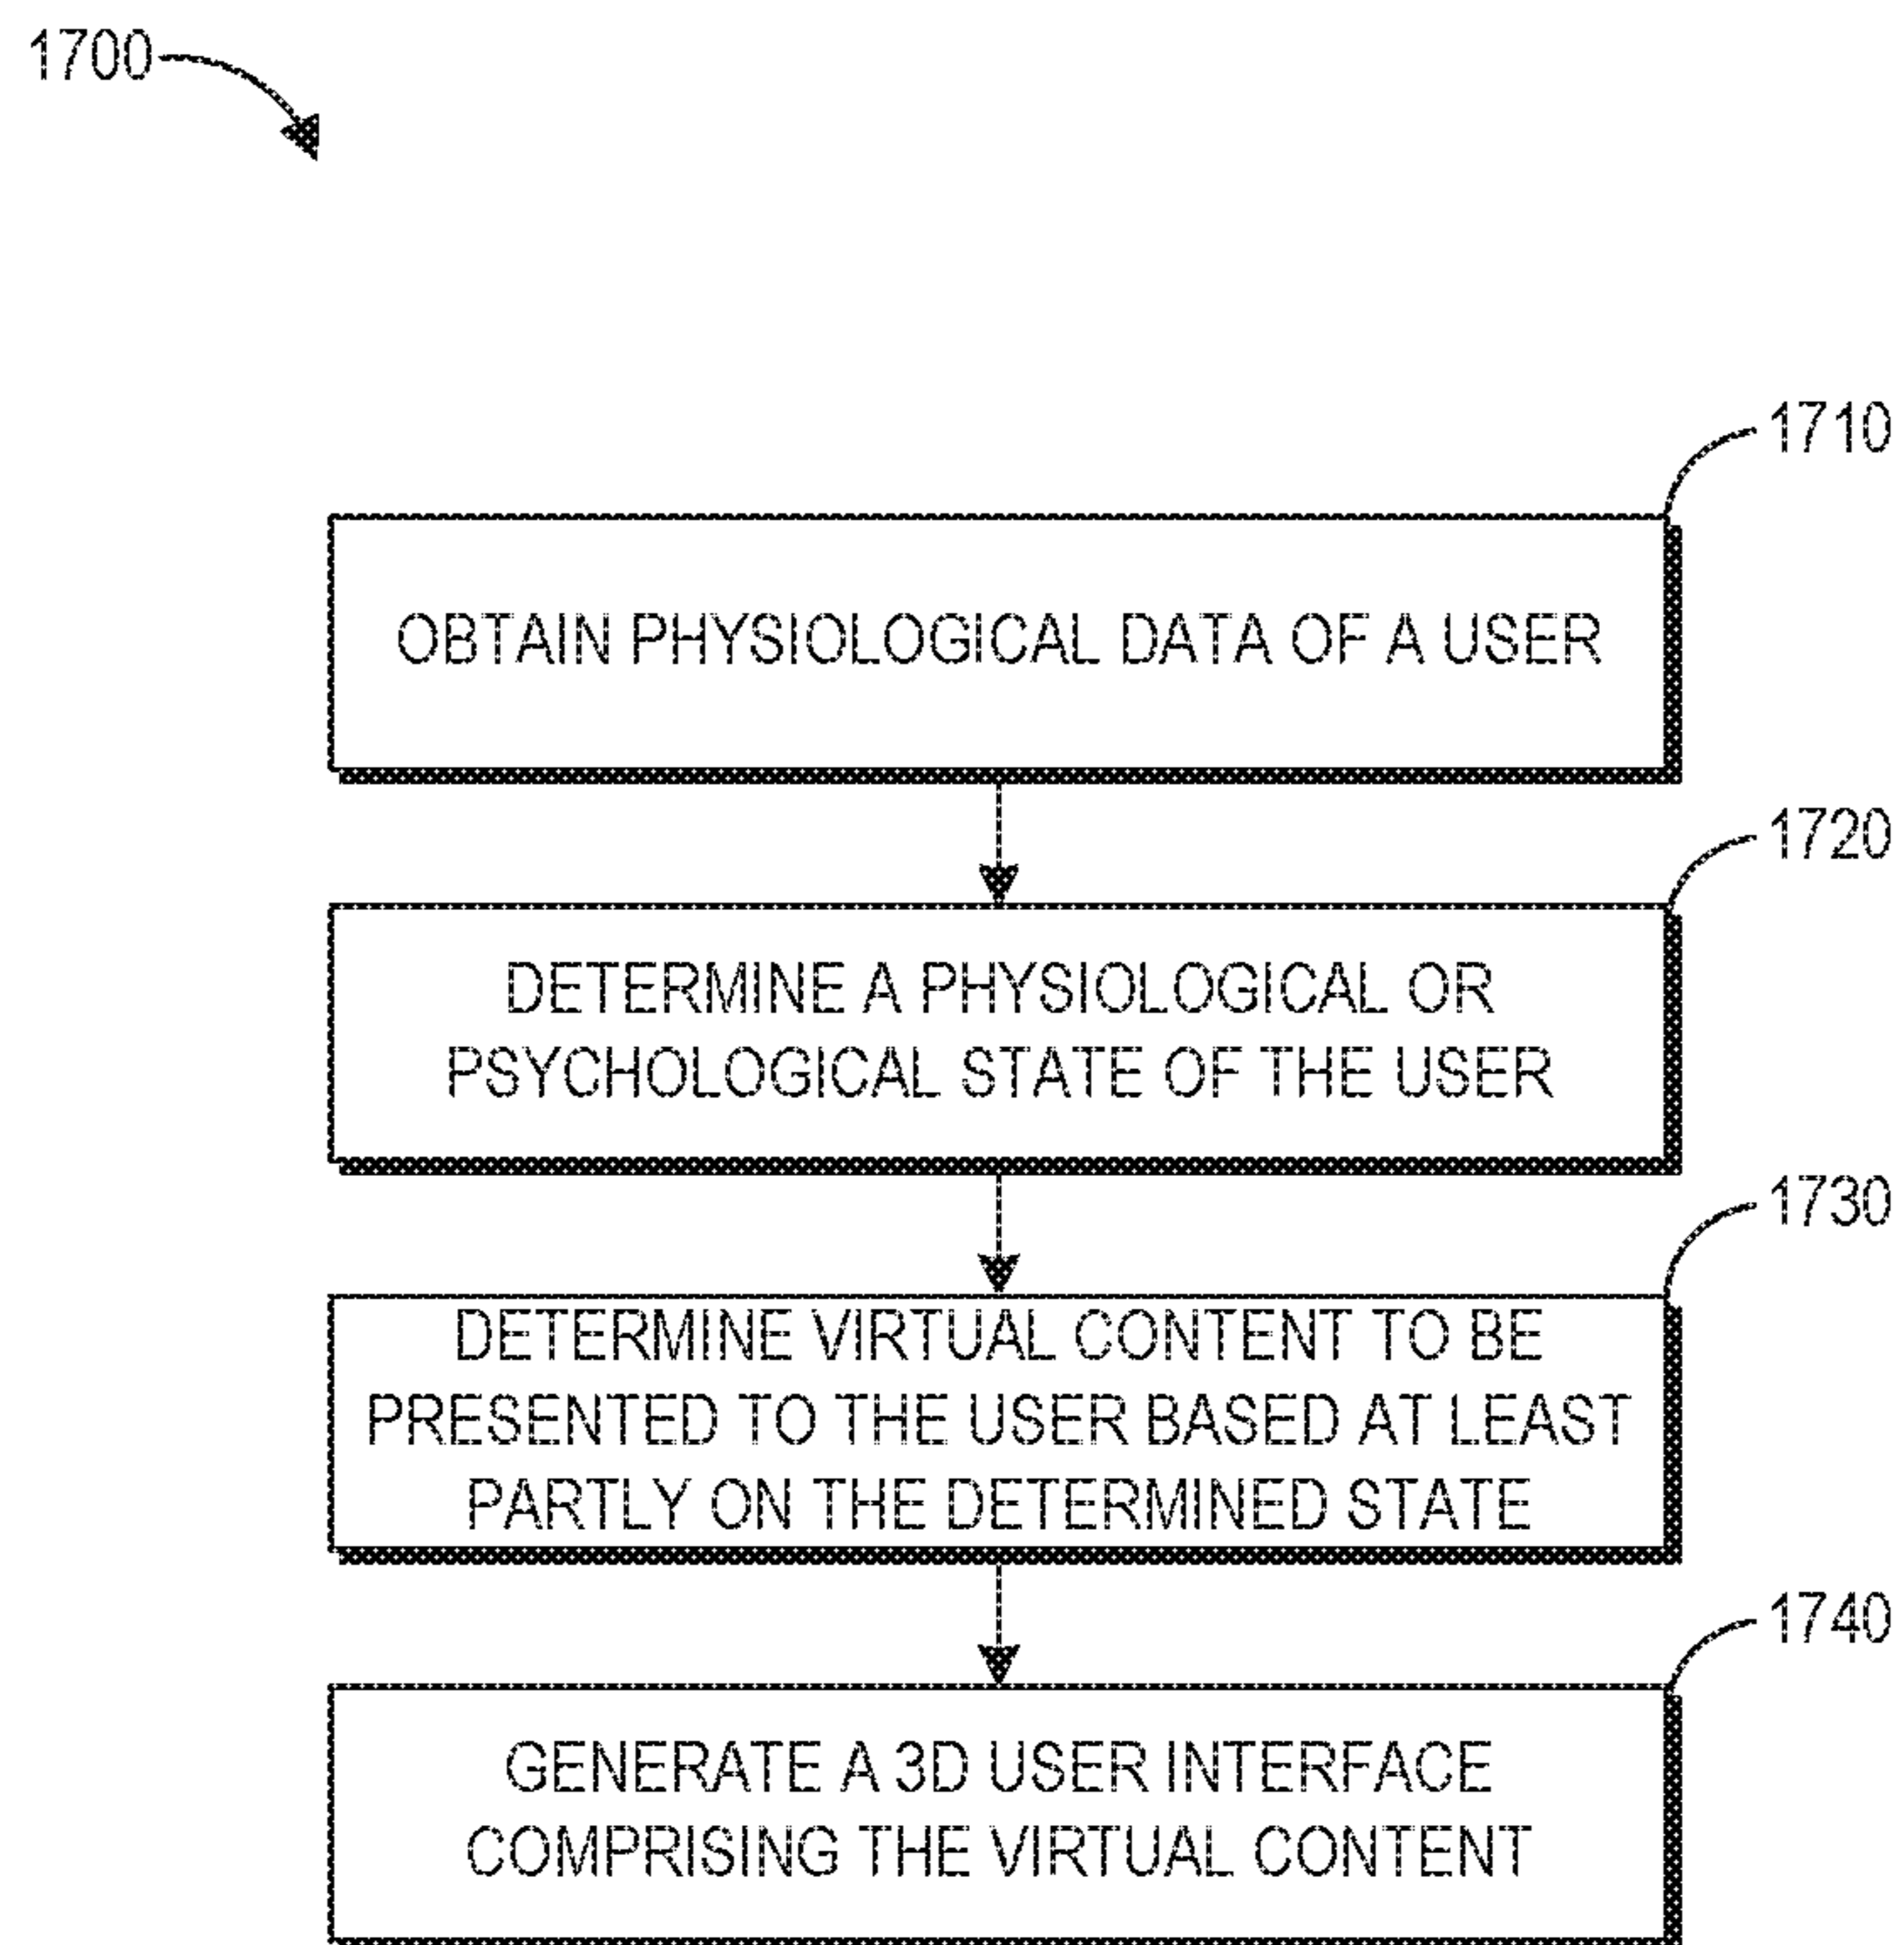 1700
1710
OBTAIN PHYSIOLOGICAL DATA OF A USER
1720
DETERMINE A PHYSIOLOGICAL OR
PSYCHOLOGICAL STATE OF THE USER
1730
DETERMINE VIRTUAL CONTENT TO BE
PRESENTED TO THE USER BASED AT LEAST
PARTLY ON THE DETERMINED STATE
1740
GENERATE A 3D USER INTERFACE
COMPRISING THE VIRTUAL CONTENT